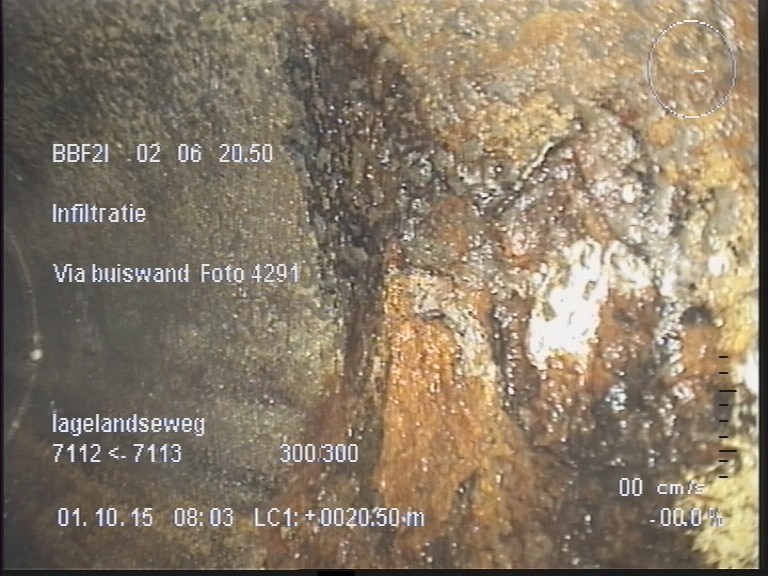 BBF2I .02 06 20.50
Infiltratie
Via buiswand Foto 4291
lagelandseweg
7112 <- 7113 300/300
00 cm/s
01. 10. 15 08: 03 LC1: +0020.50 m -00.0 %